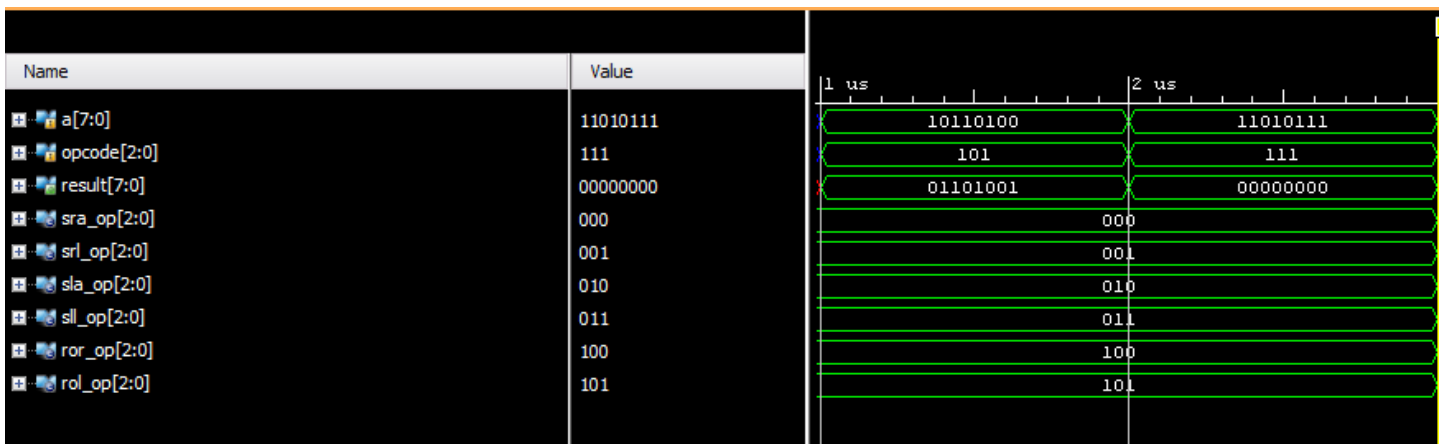 Name Value 1 us 2 us
a[7:0] 11010111 10110100 11010111
opcode[2:0] 111 101 111
result[7:0] 00000000 01101001 00000000
sra_op[2:0] 000 000
srl_op[2:0] 001 001
sla_op[2:0] 010 010
sll_op[2:0] 011 011
ror_op[2:0] 100 100
rol_op[2:0] 101 101